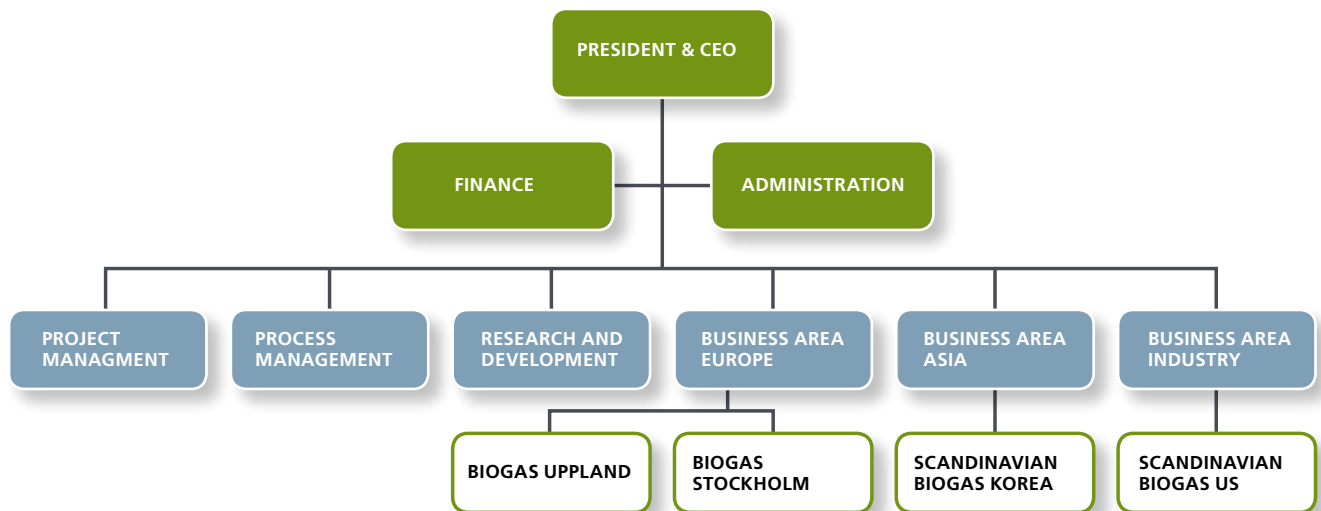 PRESIDENT & CEO
FINANCE
ADMINISTRATION
PROJECT
MANAGMENT
PROCESS
MANAGEMENT
RESEARCH AND
DEVELOPMENT
BUSINESS AREA
EUROPE
BUSINESS AREA
ASIA
BUSINESS AREA
INDUSTRY
BIOGAS UPPLAND
BIOGAS
STOCKHOLM
SCANDINAVIAN
BIOGAS KOREA
SCANDINAVIAN
BIOGAS US